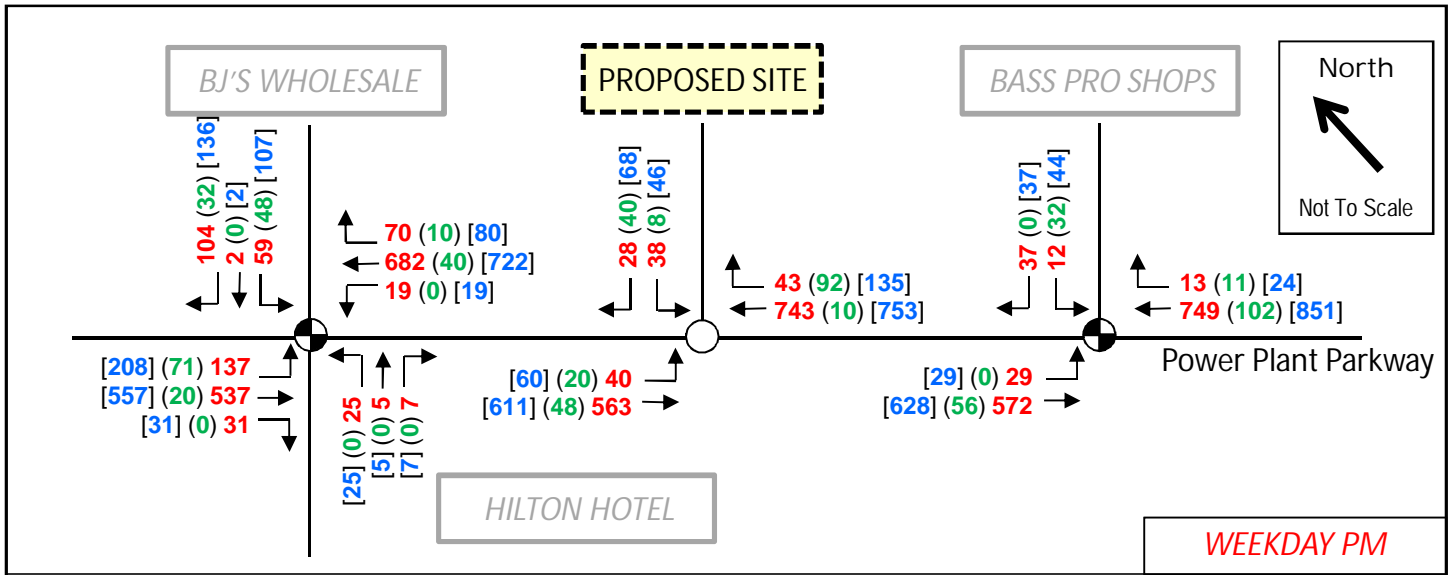 BJ'S WHOLESALE
PROPOSED SITE
BASS PRO SHOPS
North
Not To Scale
104 (32) [136]
2 (0) [2]
59 (48) [107]
70 (10) [80]
682 (40) [722]
19 (0) [19]
28 (40) [68]
38 (8) [46]
43 (92) [135]
743 (10) [753]
37 (0) [37]
12 (32) [44]
13 (11) [24]
749 (102) [851]
Power Plant Parkway
[208] (71) 137
[557] (20) 537
[31] (0) 31
[25] (0) 25
[5] (0) 5
[7] (0) 7
[60] (20) 40
[611] (48) 563
[29] (0) 29
[628] (56) 572
HILTON HOTEL
WEEKDAY PM